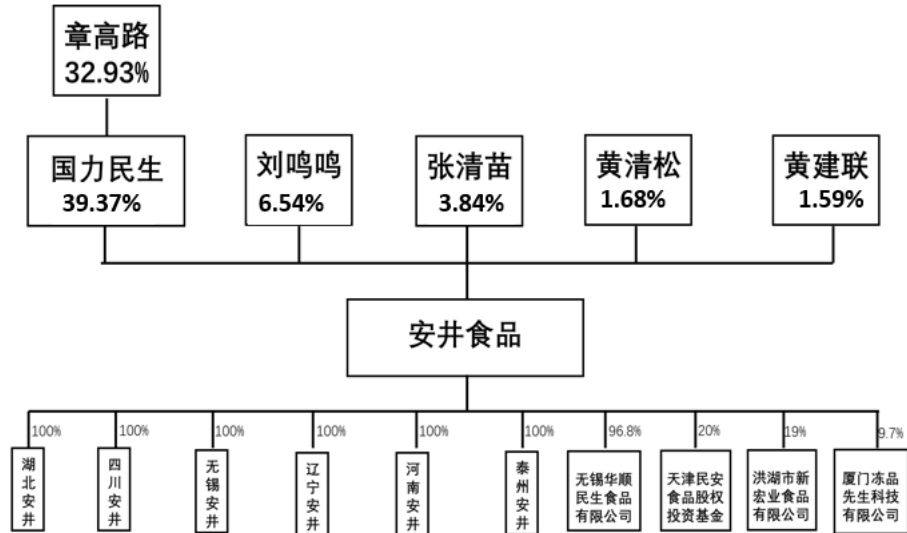 章高路
32.93%
国力民生
39.37%
刘鸣鸣
6.54%
张清苗
3.84%
黄清松
1.68%
黄建联
1.59%
安井食品
100%
100%
100%
100%
100%
100%
96.8%
20%
19%
9.7%
湖北安井
四川安井
无锡安井
辽宁安井
河南安井
泰州安井
无锡华顺
民生食品
有限公司
天津民安
食品股权
投资基金
洪湖市新
宏业食品
有限公司
厦门冻品
先生科技
有限公司